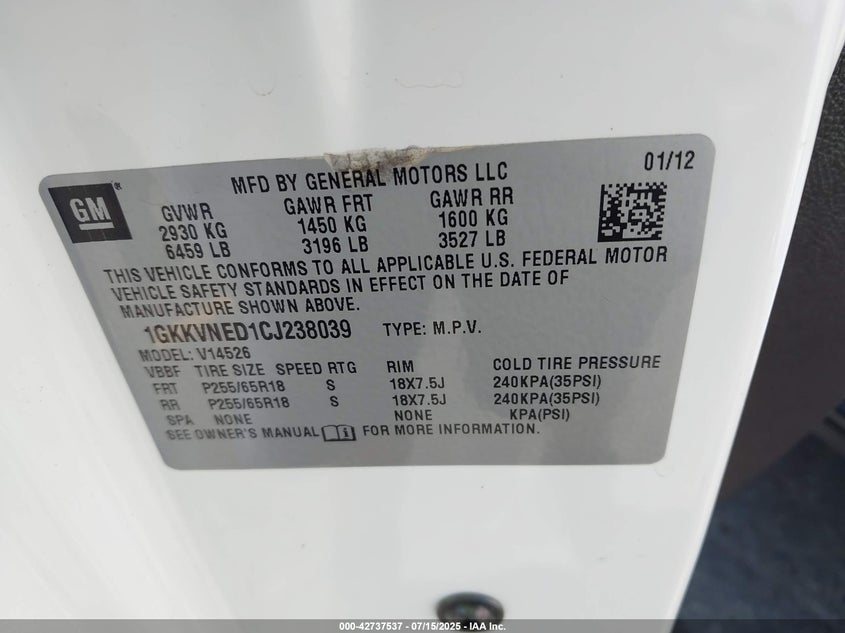 01/12
MFD BY GENERAL MOTORS LLC
GM®
GVWR GAWR FRT GAWR RR
2930 KG 1450 KG 1600 KG
6459 LB 3196 LB 3527 LB
THIS VEHICLE CONFORMS TO ALL APPLICABLE U.S. FEDERAL MOTOR
VEHICLE SAFETY STANDARDS IN EFFECT ON THE DATE OF
MANUFACTURE SHOWN ABOVE.
1GKKVNED1CJ238039 TYPE: M.P.V.
MODEL: V14526
VBBF TIRE SIZE SPEED RTG RIM COLD TIRE PRESSURE
FRT P255/65R18 S 18X7.5J 240KPA(35PSI)
RR P255/65R18 S 18X7.5J 240KPA(35PSI)
SPA NONE NONE KPA(PSI)
SEE OWNER'S MANUAL FOR MORE INFORMATION.
000-42737537 - 07/15/2025 - IAA Inc.